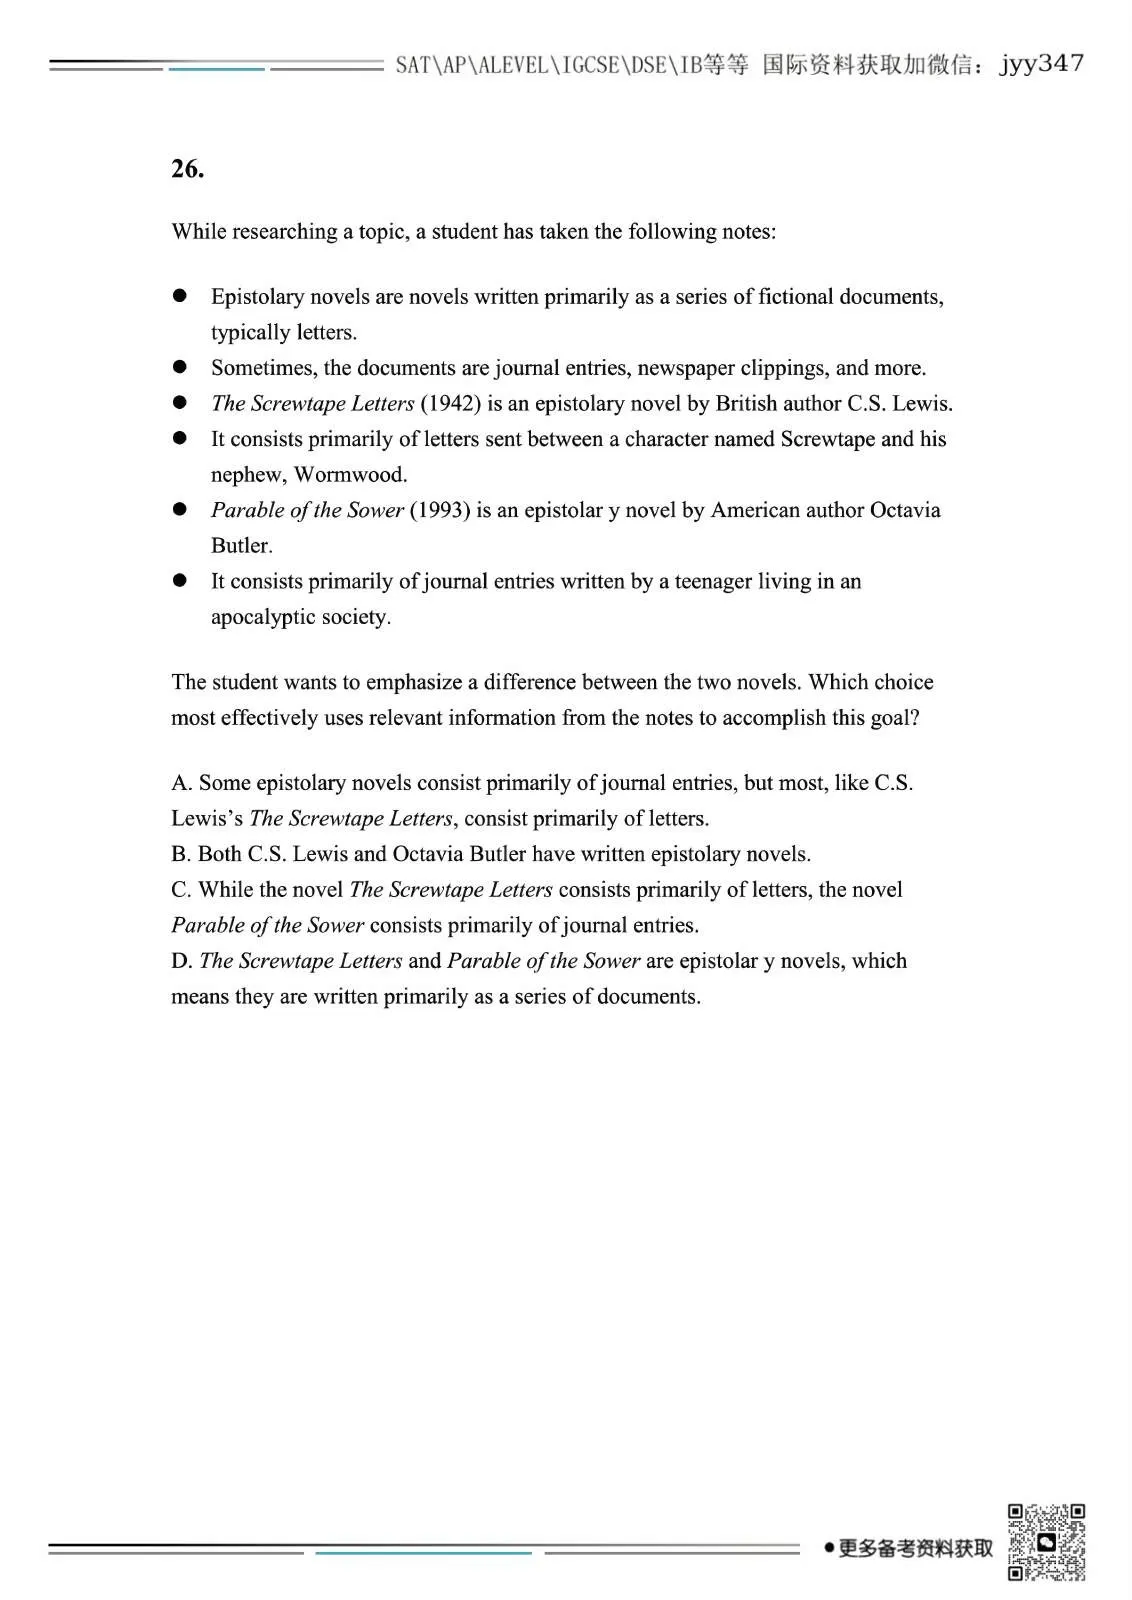 SAT\AP\ALEVEL\IGCSE\DSE\IB等等 国际资料获取加微信：jyy347
26.
While researching a topic, a student has taken the following notes:
● Epistolary novels are novels written primarily as a series of fictional documents,
typically letters.
● Sometimes, the documents are journal entries, newspaper clippings, and more.
● The Screwtape Letters (1942) is an epistolary novel by British author C.S. Lewis.
● It consists primarily of letters sent between a character named Screwtape and his
nephew, Wormwood.
● Parable of the Sower (1993) is an epistolar y novel by American author Octavia
Butler.
● It consists primarily of journal entries written by a teenager living in an
apocalyptic society.
The student wants to emphasize a difference between the two novels. Which choice
most effectively uses relevant information from the notes to accomplish this goal?
A. Some epistolary novels consist primarily of journal entries, but most, like C.S.
Lewis’s The Screwtape Letters, consist primarily of letters.
B. Both C.S. Lewis and Octavia Butler have written epistolary novels.
C. While the novel The Screwtape Letters consists primarily of letters, the novel
Parable of the Sower consists primarily of journal entries.
D. The Screwtape Letters and Parable of the Sower are epistolar y novels, which
means they are written primarily as a series of documents.
●更多备考资料获取